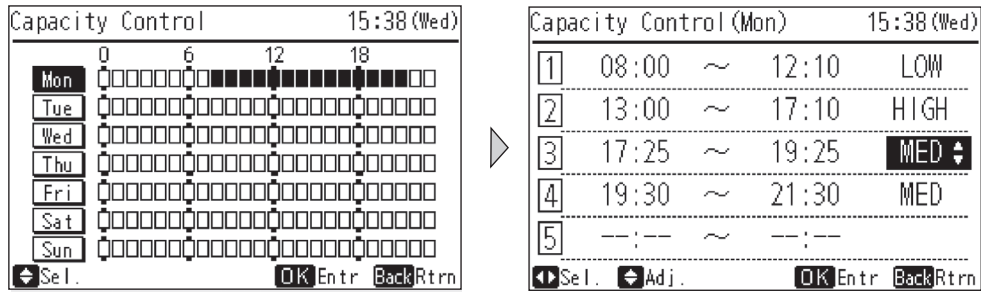 Capacity Control 15:38(Wed)
0 6 12 18
Mon
Tue
Wed
Thu
Fri
Sat
Sun
Sel. OK Entr Back Rtrn
Capacity Control(Mon) 15:38(Wed)
1 08:00 ~ 12:10 LOW
2 13:00 ~ 17:10 HIGH
3 17:25 ~ 19:25 MED
4 19:30 ~ 21:30 MED
5 --:-- ~ --:--
Sel. Adj. OK Entr Back Rtrn